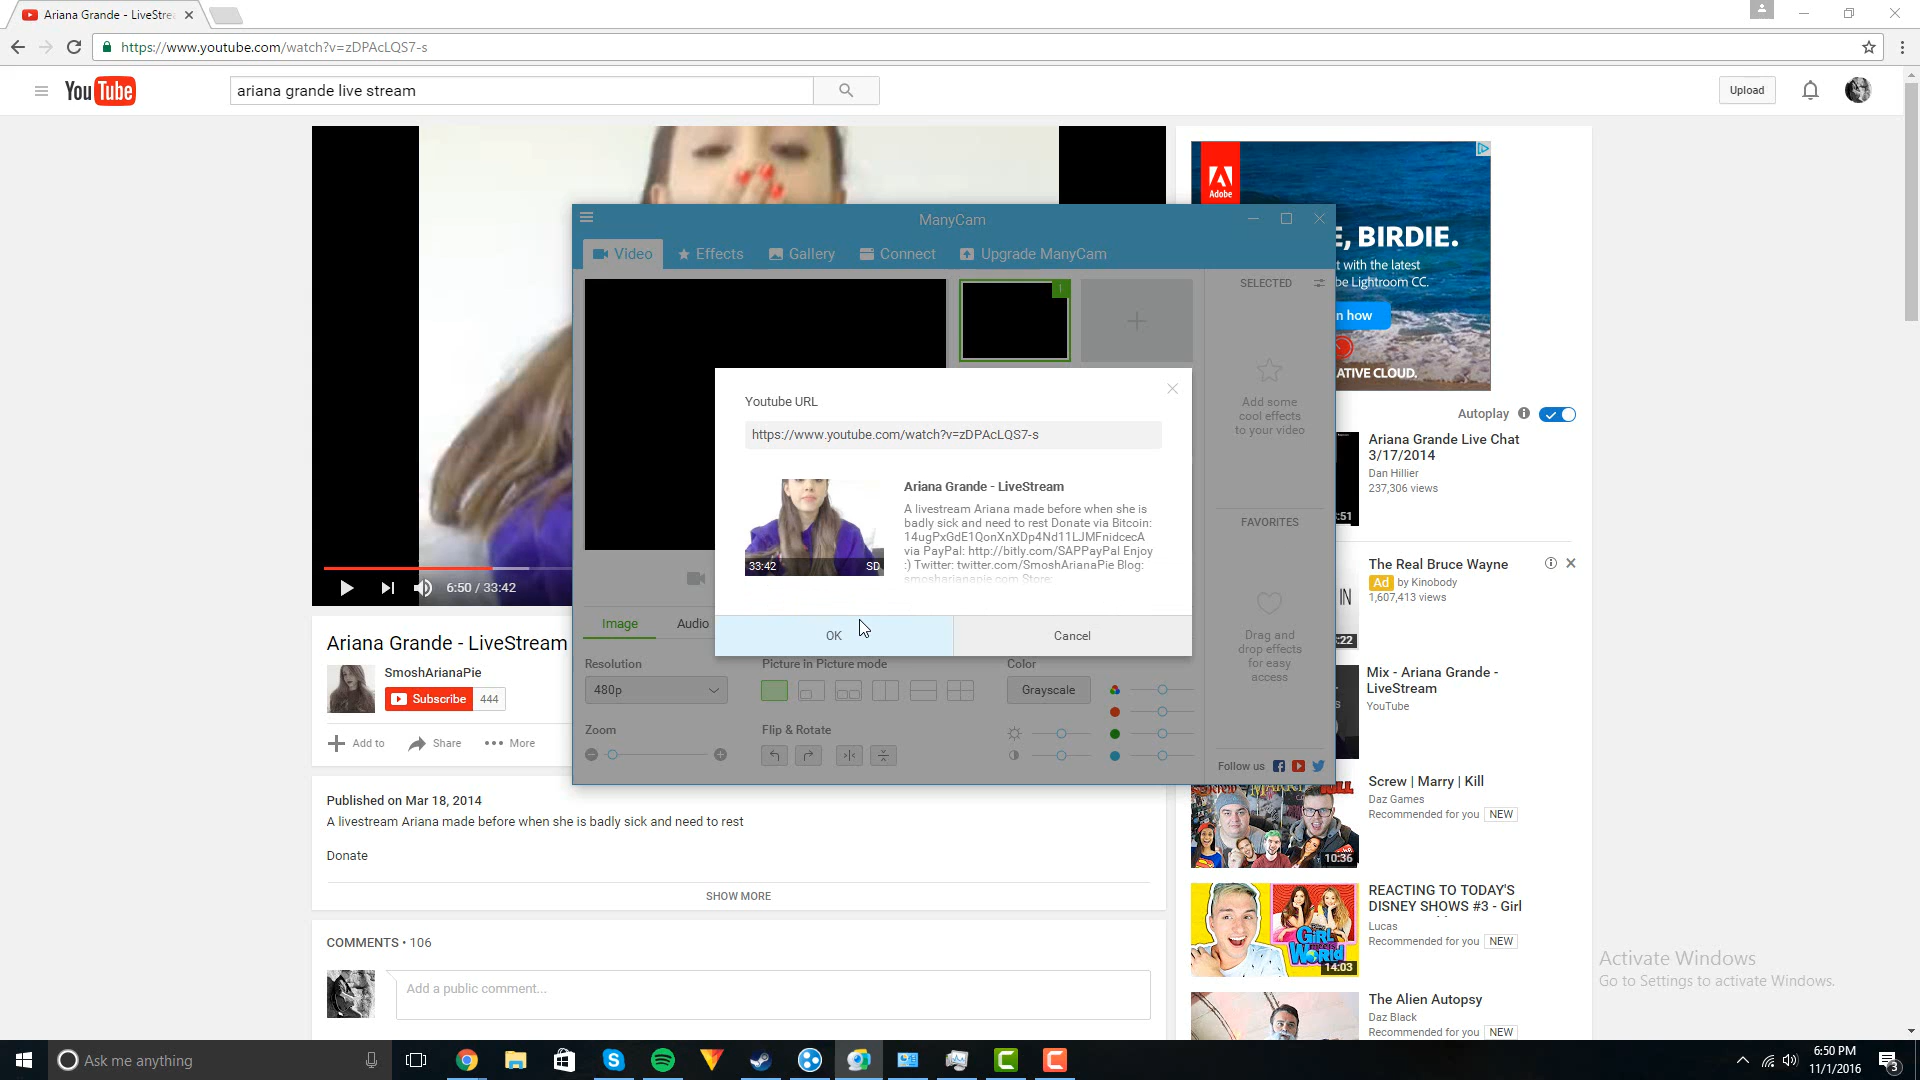 Ariana Grande - LiveStre
https://www.youtube.com/watch?v=zDPAcLQS7-s
YouTube
ariana grande live stream
Upload
6:50 / 33:42
Ariana Grande - LiveStream
SmoshArianaPie
Subscribe 444
Add to Share More
Published on Mar 18, 2014
A livestream Ariana made before when she is badly sick and need to rest
Donate
SHOW MORE
COMMENTS • 106
Add a public comment...
ManyCam
Video Effects Gallery Connect Upgrade ManyCam
1
SELECTED
Add some
cool effects
to your video
FAVORITES
Drag and
drop effects
for easy
access
Follow us
Youtube URL
https://www.youtube.com/watch?v=zDPAcLQS7-s
33:42 SD
Ariana Grande - LiveStream
A livestream Ariana made before when she is
badly sick and need to rest Donate via Bitcoin:
14ugPxGdE1QonXnXDp4Nd11LJMFnidcecA
via PayPal: http://bitly.com/SAPPayPal Enjoy
:) Twitter: twitter.com/SmoshArianaPie Blog:
smosharianapie.com Store:
OK Cancel
Image Audio
Resolution
480p
Zoom
Picture in Picture mode
Flip & Rotate
Color
Grayscale
Adobe
E, BIRDIE.
t with the latest
be Lightroom CC.
n how
ATIVE CLOUD.
Autoplay
Ariana Grande Live Chat
3/17/2014
Dan Hillier
237,306 views
:51
The Real Bruce Wayne
Ad by Kinobody
1,607,413 views
IN
:22
Mix - Ariana Grande -
LiveStream
YouTube
Screw | Marry | Kill
Daz Games
Recommended for you NEW
10:36
REACTING TO TODAY'S
DISNEY SHOWS #3 - Girl
Lucas
Recommended for you NEW
GIRL meets WORLD
14:03
The Alien Autopsy
Daz Black
Recommended for you NEW
Activate Windows
Go to Settings to activate Windows.
Ask me anything
6:50 PM
11/1/2016
3